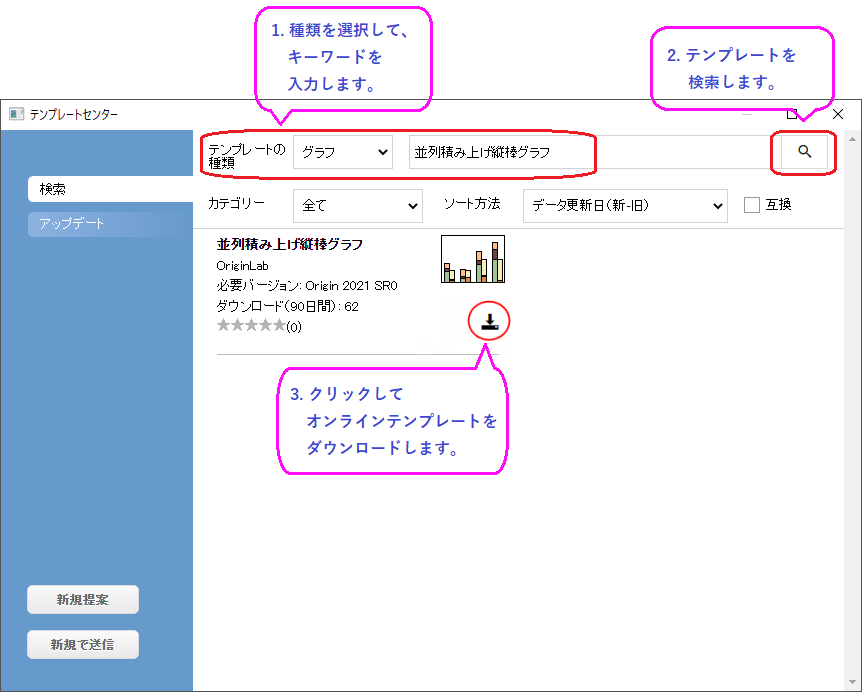 1. 種類を選択して、
キーワードを
入力します。
2. テンプレートを
検索します。
テンプレートセンター
テンプレートの
種類
グラフ
並列積み上げ縦棒グラフ
検索
アップデート
カテゴリー
全て
ソート方法
データ更新日(新-旧)
互換
並列積み上げ縦棒グラフ
OriginLab
必要バージョン: Origin 2021 SR0
ダウンロード(90日間): 62
★★★★★(0)
3. クリックして
オンラインテンプレートを
ダウンロードします。
新規提案
新規で送信